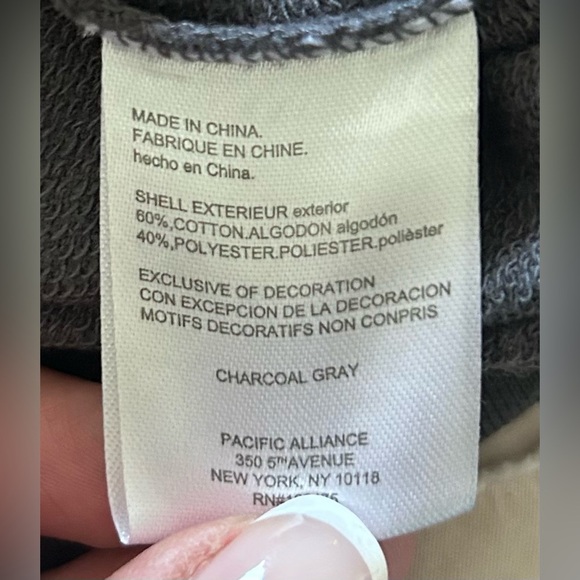 MADE IN CHINA.
FABRIQUE EN CHINE.
hecho en China.
SHELL EXTERIEUR exterior
60%,COTTON.ALGODON algodón
40%,POLYESTER.POLIESTER.polièster
EXCLUSIVE OF DECORATION
CON EXCEPCION DE LA DECORACION
MOTIFS DECORATIFS NON CONPRIS
CHARCOAL GRAY
PACIFIC ALLIANCE
350 5TH AVENUE
NEW YORK, NY 10118